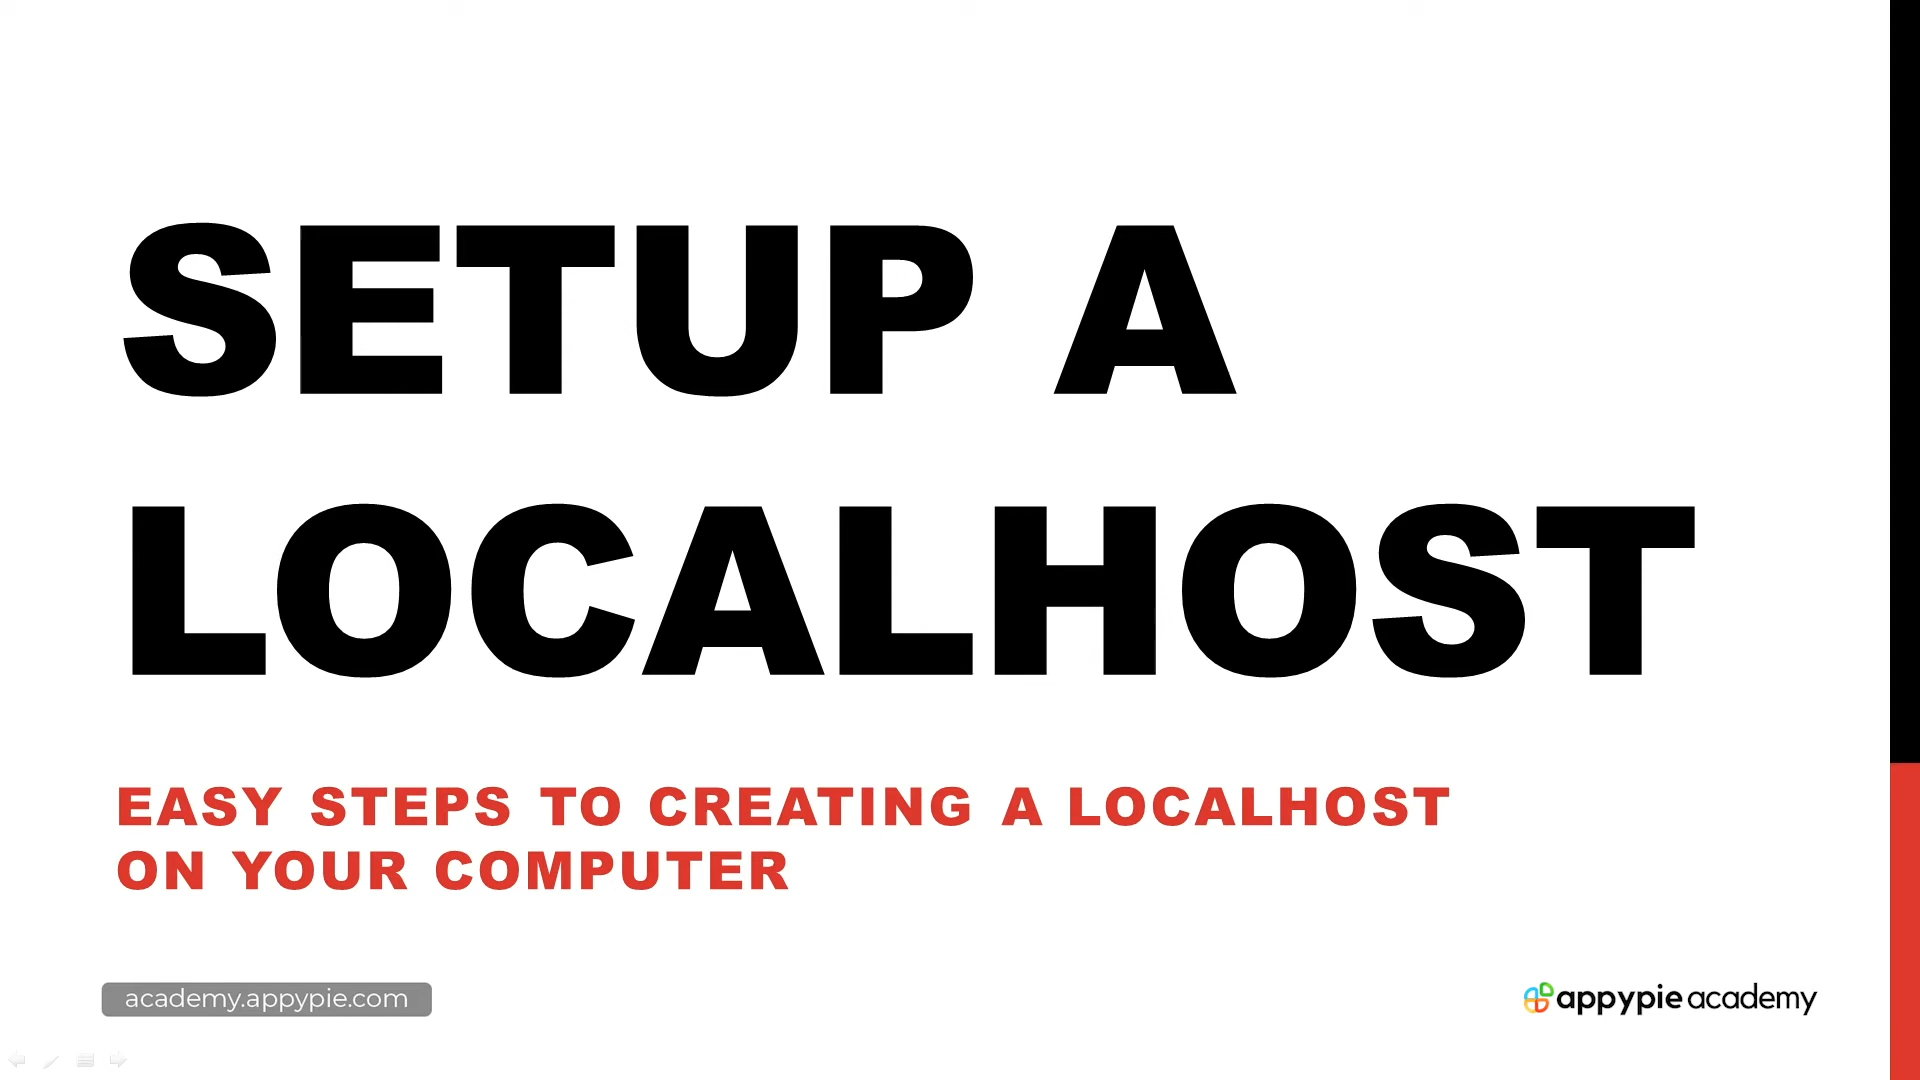 SETUP A
LOCALHOST
EASY STEPS TO CREATING A LOCALHOST
ON YOUR COMPUTER
academy.appypie.com
appypie academy